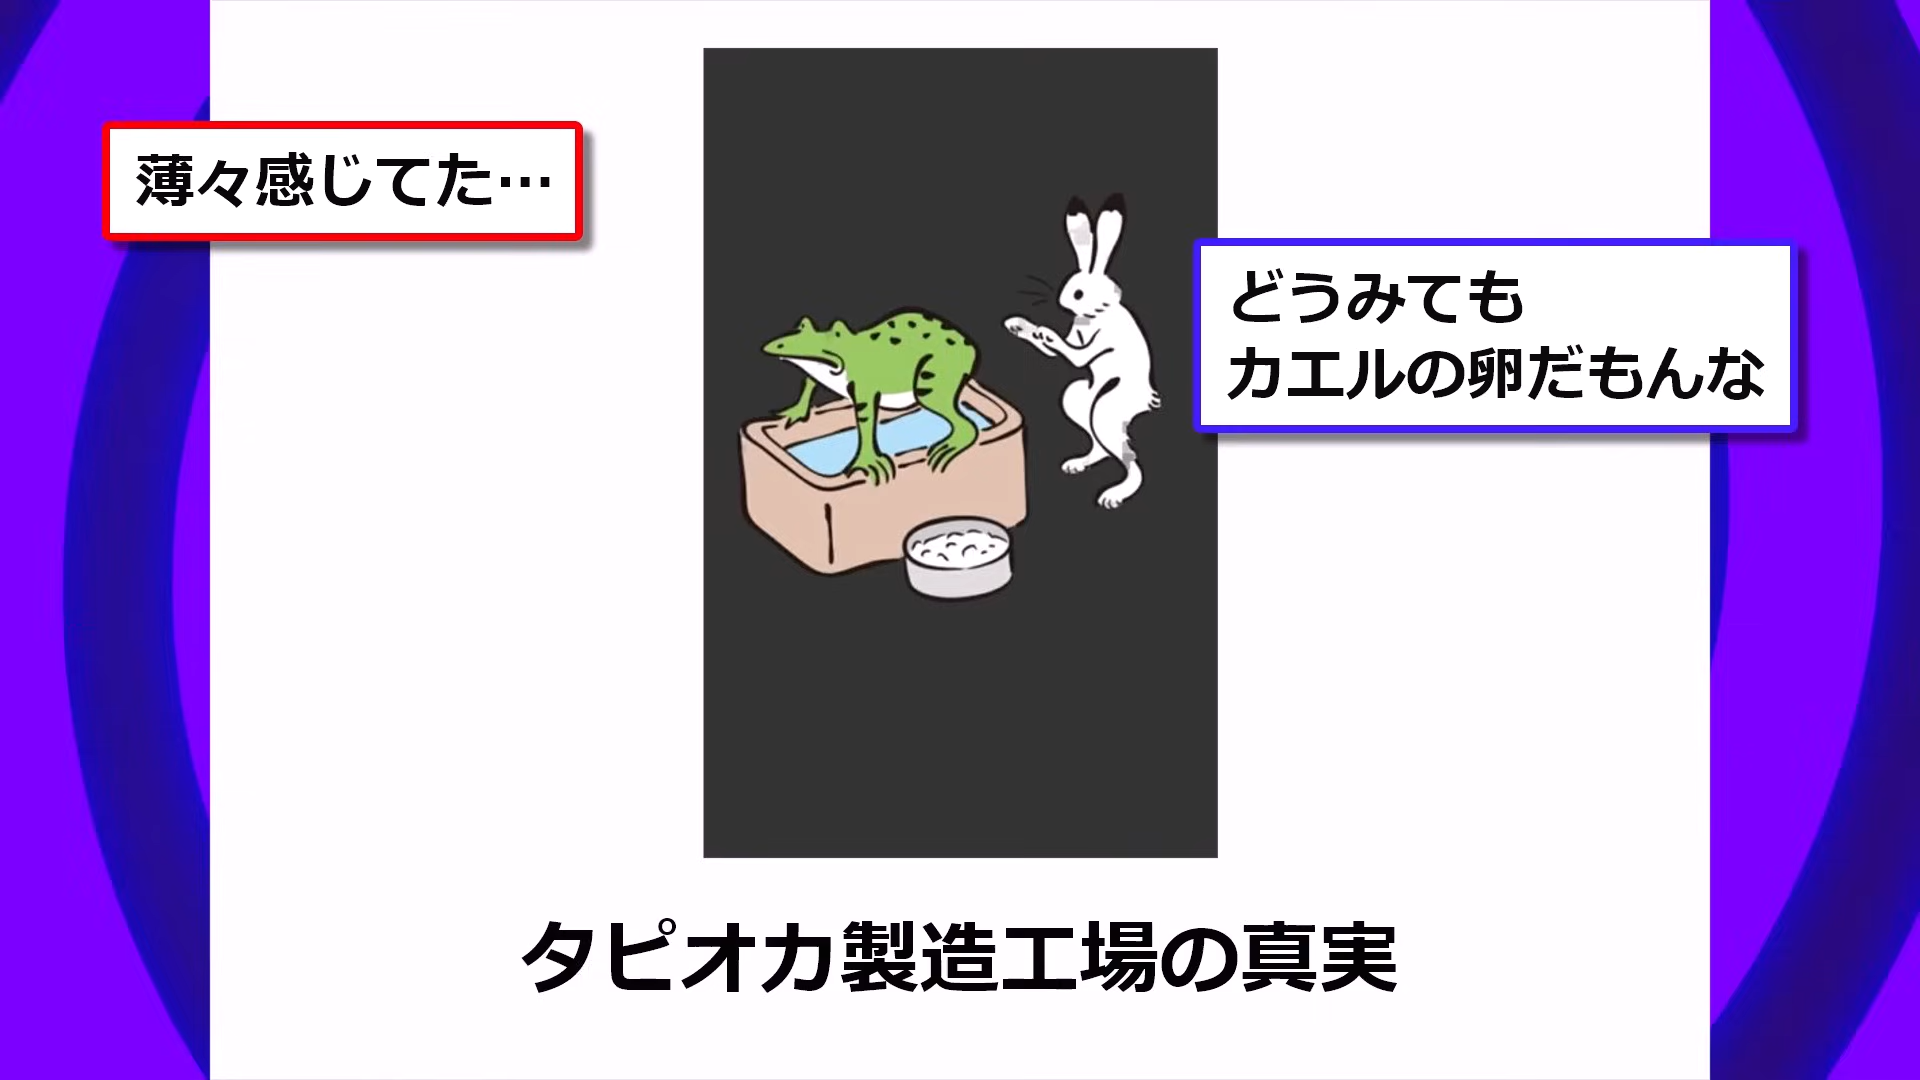 薄々感じてた…
どうみても
カエルの卵だもんな
タピオカ製造工場の真実